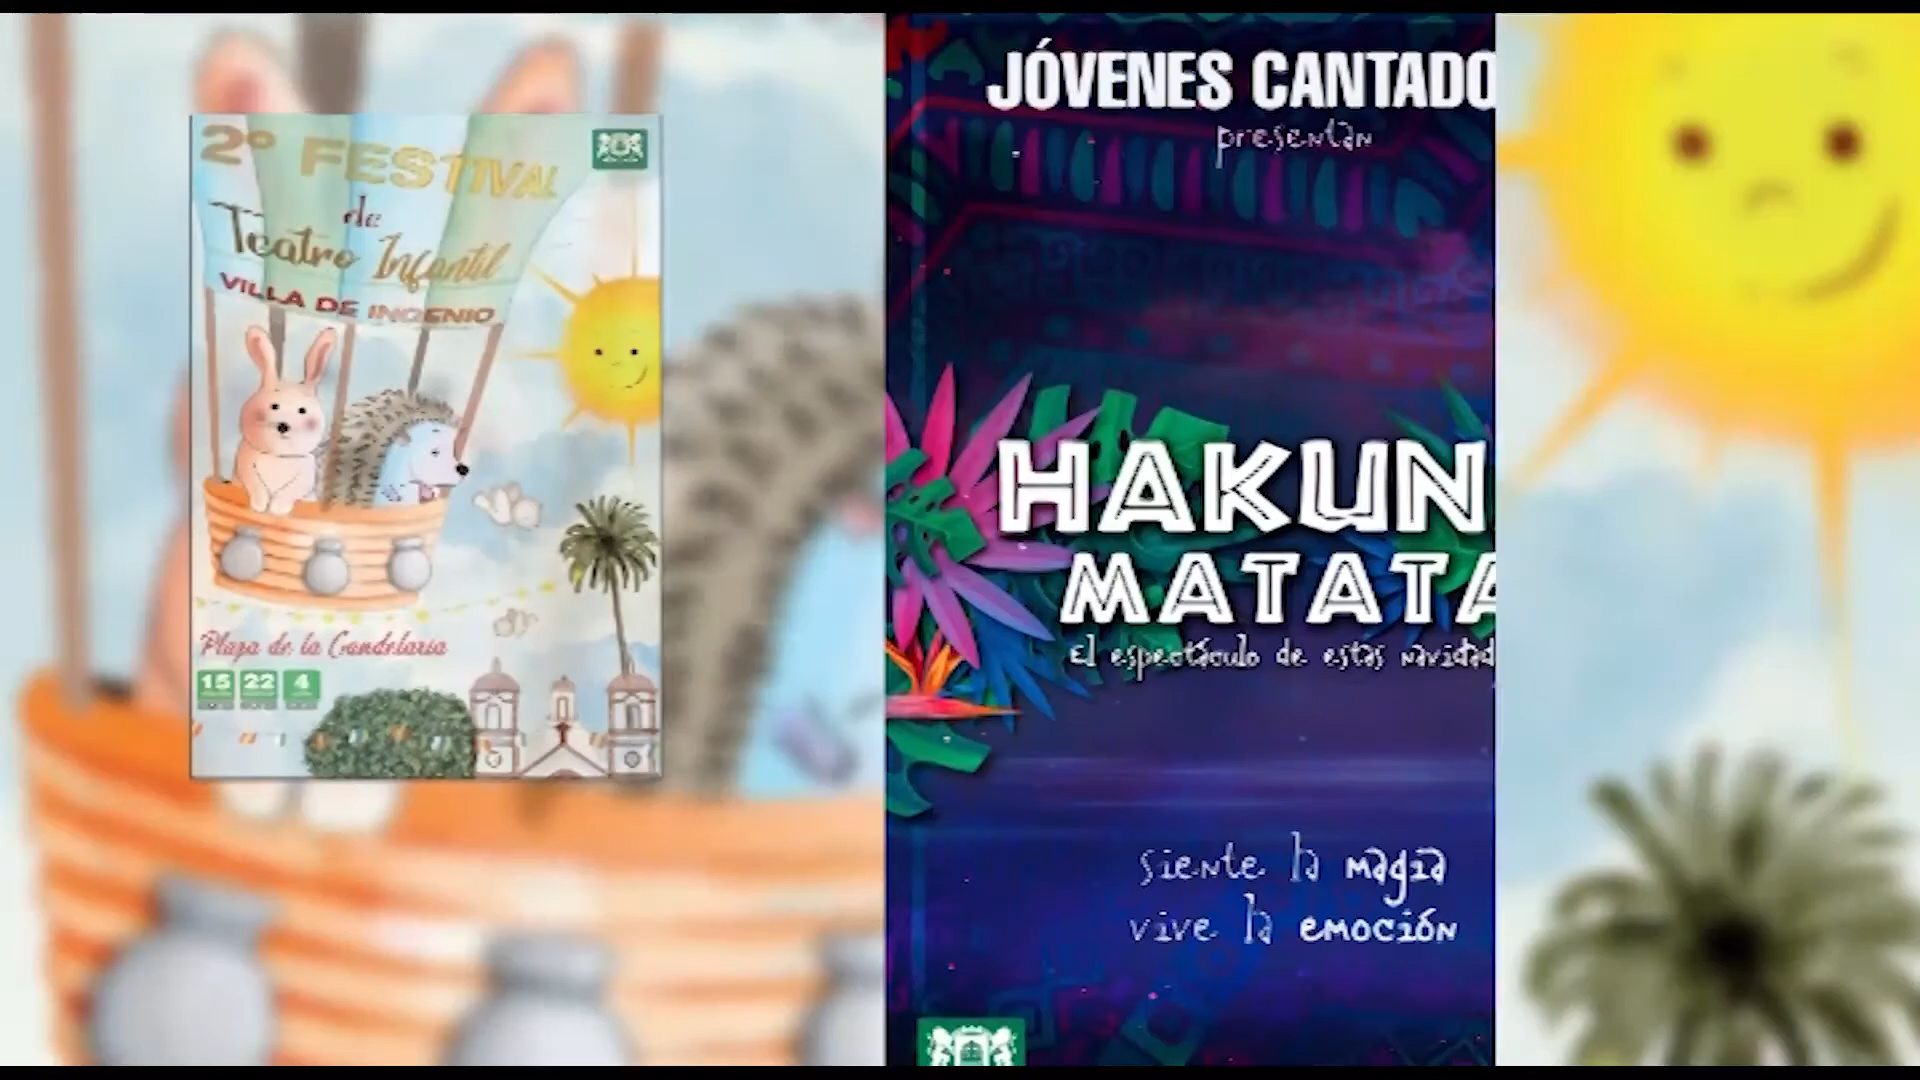 2º FESTIVAL
de
Teatro Infantil
VILLA DE INGENIO
Plaza de la Candelaria
15 22 4
JÓVENES CANTADO
presentan
HAKUN
MATATA
El espectáculo de estas navidad
siente la magia
vive la emoción